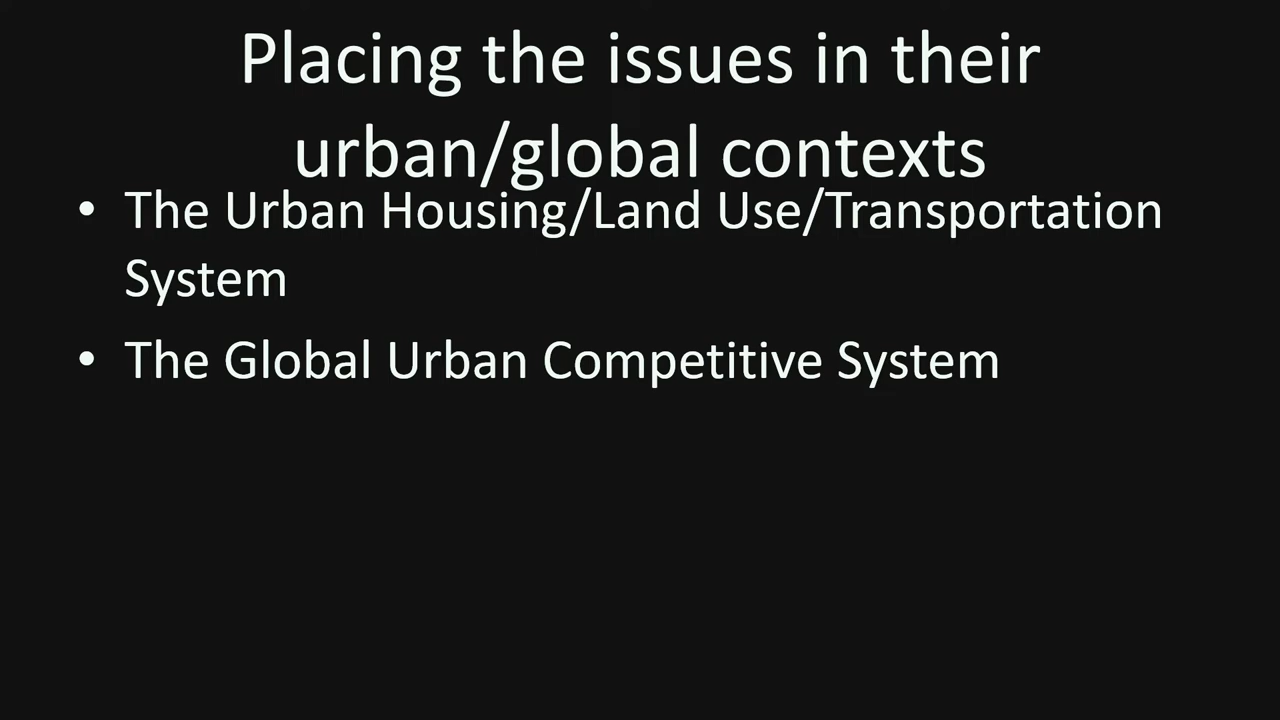 Placing the issues in their
urban/global contexts
• The Urban Housing/Land Use/Transportation
System
• The Global Urban Competitive System